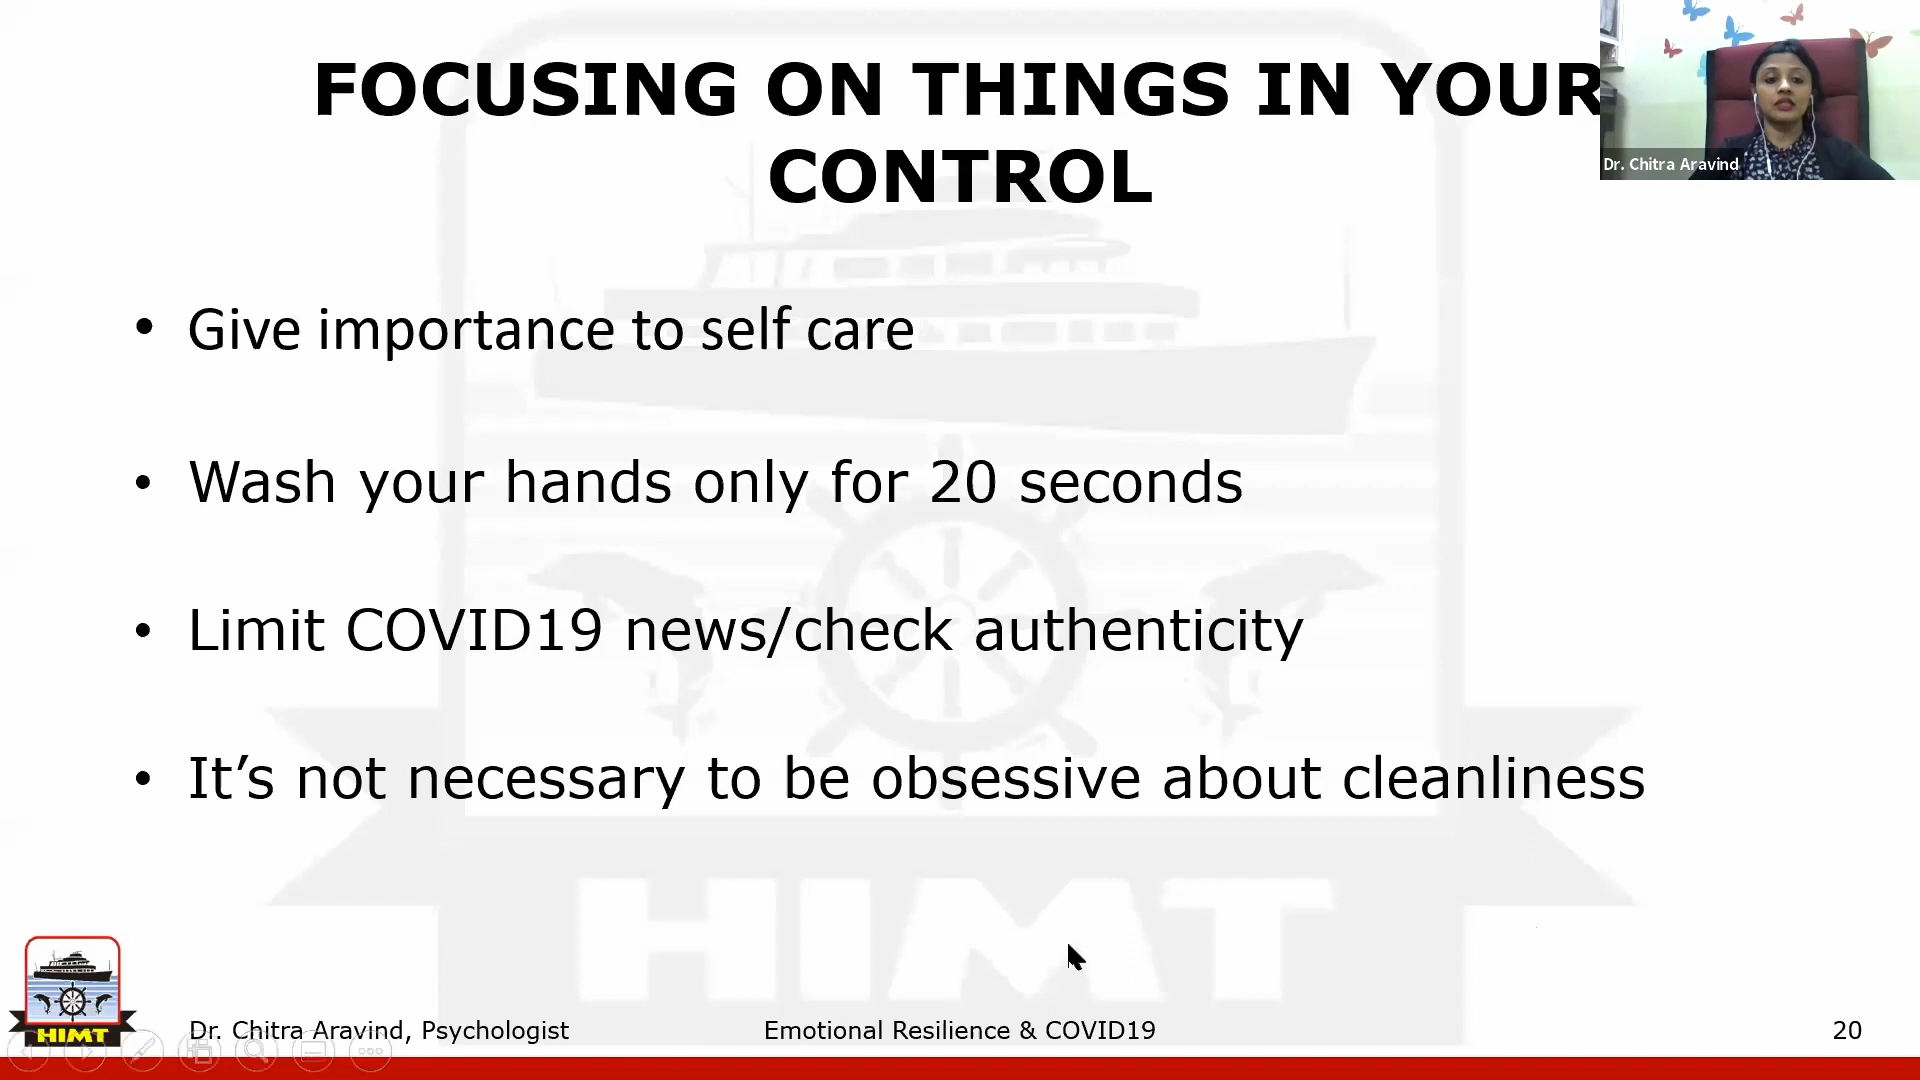 FOCUSING ON THINGS IN YOUR
CONTROL
Dr. Chitra Aravind
• Give importance to self care
• Wash your hands only for 20 seconds
• Limit COVID19 news/check authenticity
• It’s not necessary to be obsessive about cleanliness
HIMT
HIMT
Dr. Chitra Aravind, Psychologist
Emotional Resilience & COVID19
20